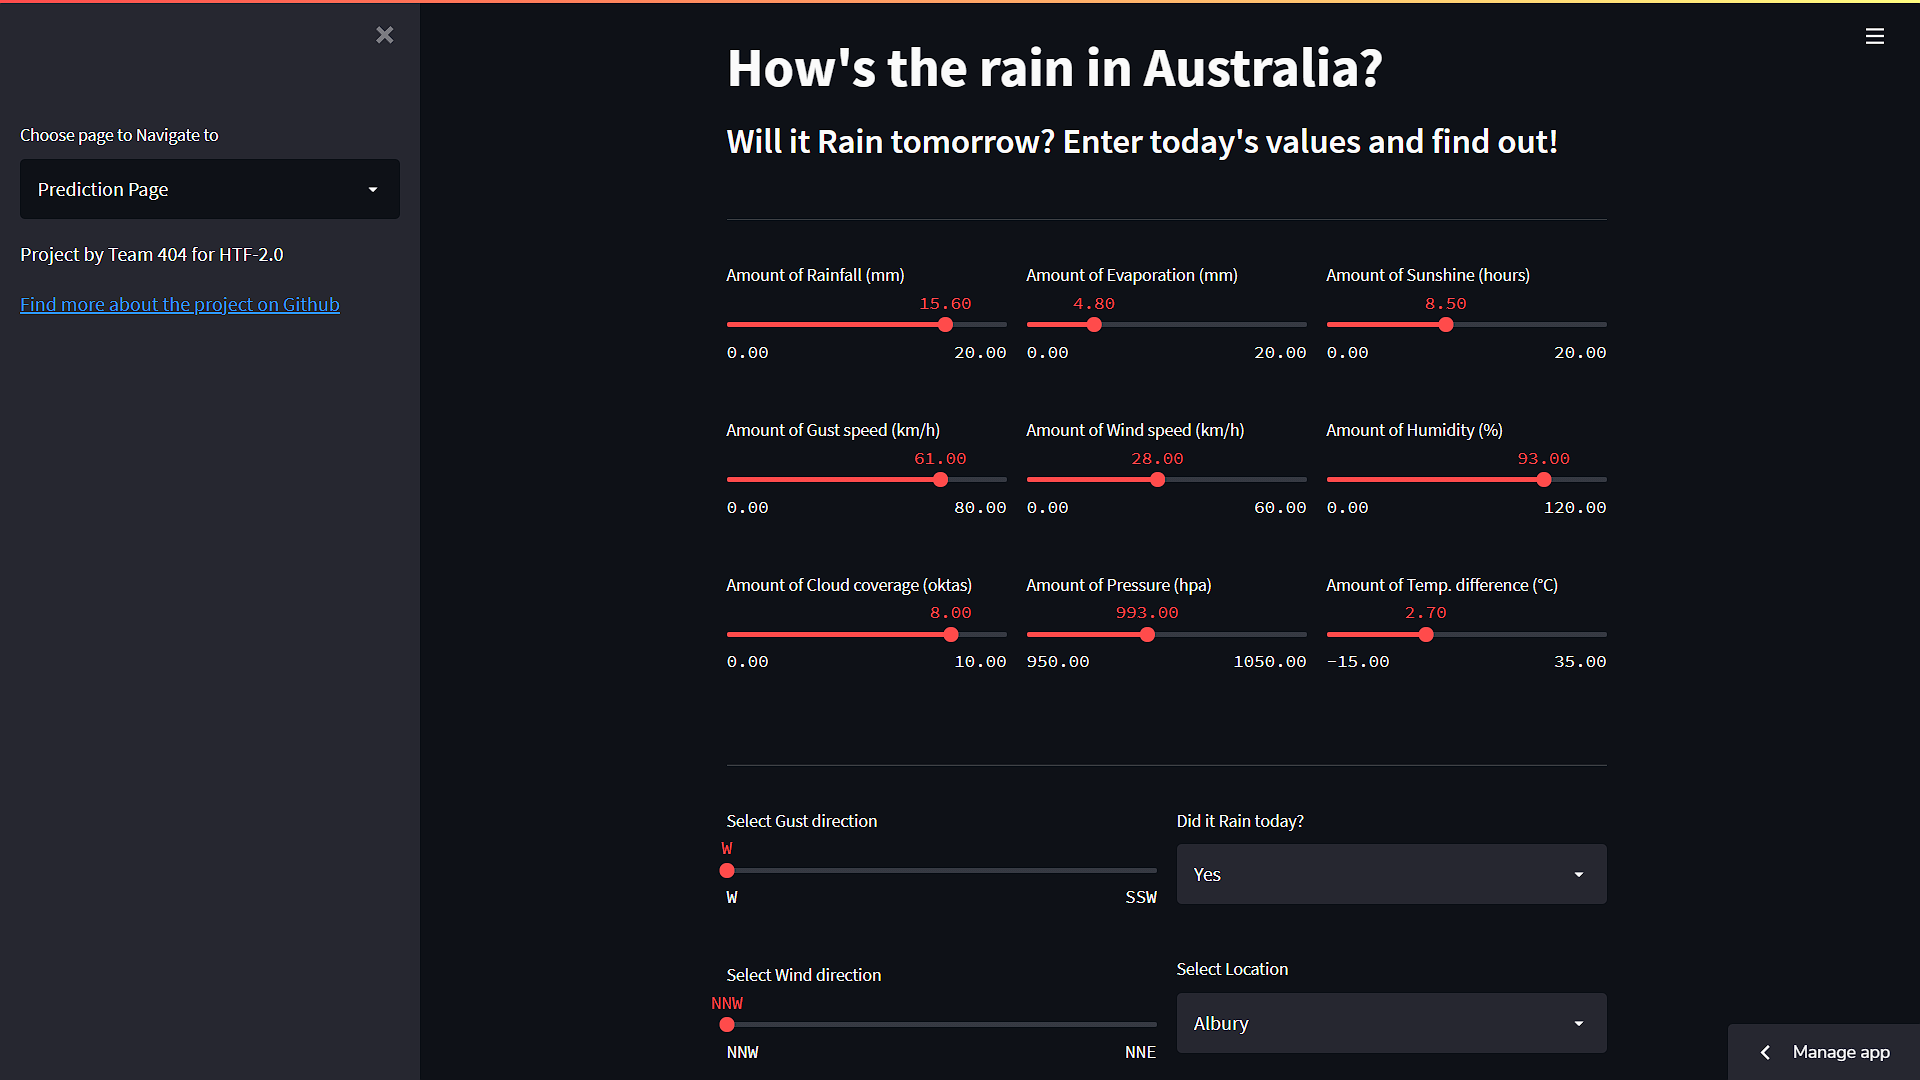 How's the rain in Australia?
Will it Rain tomorrow? Enter today's values and find out!
Choose page to Navigate to
Prediction Page
Project by Team 404 for HTF-2.0
Find more about the project on Github
Amount of Rainfall (mm)
15.60
0.00 20.00
Amount of Evaporation (mm)
4.80
0.00 20.00
Amount of Sunshine (hours)
8.50
0.00 20.00
Amount of Gust speed (km/h)
61.00
0.00 80.00
Amount of Wind speed (km/h)
28.00
0.00 60.00
Amount of Humidity (%)
93.00
0.00 120.00
Amount of Cloud coverage (oktas)
8.00
0.00 10.00
Amount of Pressure (hpa)
993.00
950.00 1050.00
Amount of Temp. difference (°C)
2.70
−15.00 35.00
Select Gust direction
W
W SSW
Did it Rain today?
Yes
Select Wind direction
NNW
NNW NNE
Select Location
Albury
Manage app